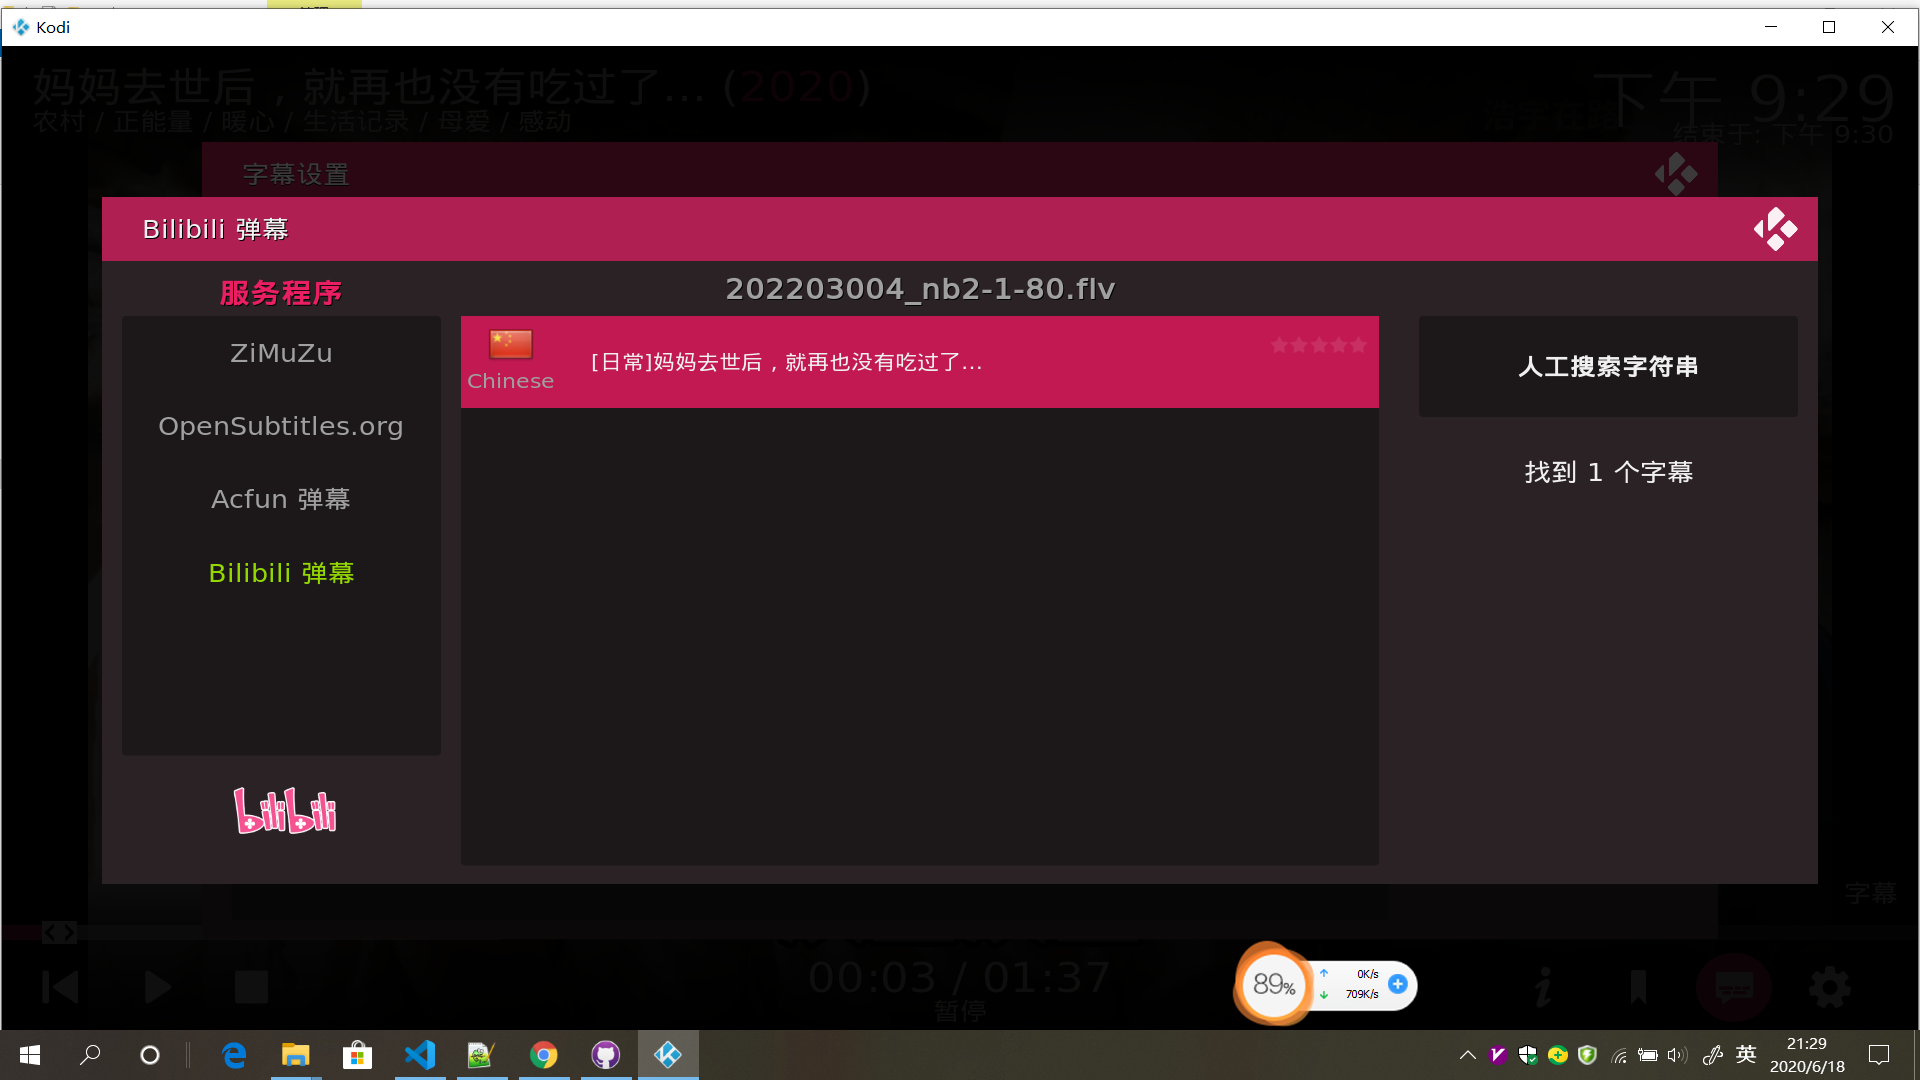 Kodi
妈妈去世后，就再也没有吃过了... (2020)
农村 / 正能量 / 暖心 / 生活记录 / 母爱 / 感动
下午 9:29
结束于: 下午 9:30
字幕设置
Bilibili 弹幕
服务程序
202203004_nb2-1-80.flv
ZiMuZu
OpenSubtitles.org
Acfun 弹幕
Bilibili 弹幕
bilibili
Chinese
[日常]妈妈去世后，就再也没有吃过了...
人工搜索字符串
找到 1 个字幕
字幕
00:03 / 01:37
暂停
89%
0K/s
709K/s
英
21:29
2020/6/18